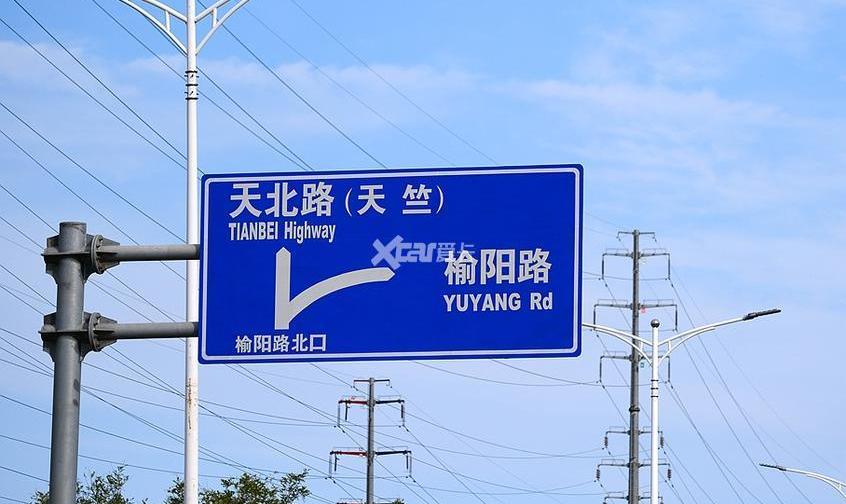 天北路(天 竺)
TIANBEI Highway
Xcar爱卡
榆阳路
YUYANG Rd
榆阳路北口